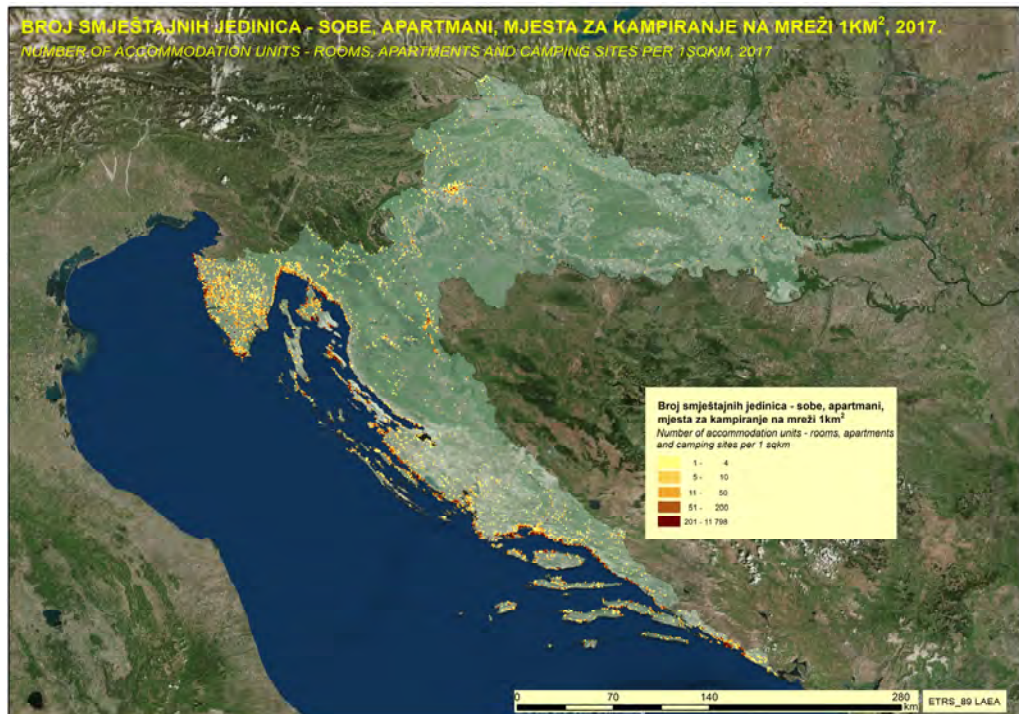 BROJ SMJEŠTAJNIH JEDINICA - SOBE, APARTMANI, MJESTA ZA KAMPIRANJE NA MREŽI 1KM², 2017.
NUMBER OF ACCOMMODATION UNITS - ROOMS, APARTMENTS AND CAMPING SITES PER 1SQKM, 2017
Broj smještajnih jedinica - sobe, apartmani,
mjesta za kampiranje na mreži 1km²
Number of accommodation units - rooms, apartments
and camping sites per 1 sqkm
1 - 4
5 - 10
11 - 50
51 - 200
201 - 11 798
0 70 140 280
km
ETRS_89 LAEA